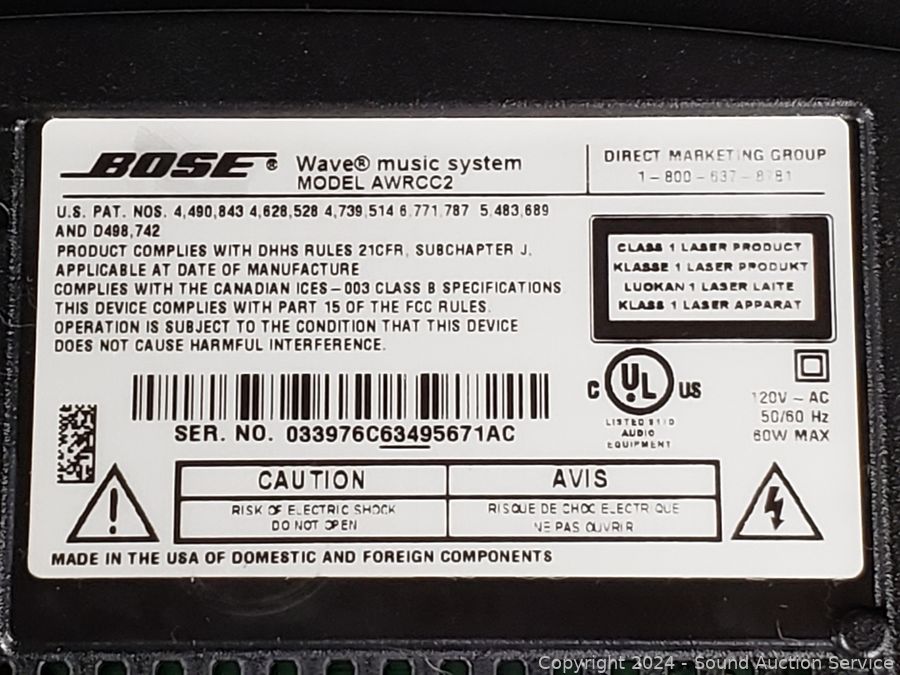 BOSE® Wave® music system
MODEL AWRCC2
DIRECT MARKETING GROUP
1-800-637-8781
U.S. PAT. NOS. 4,490,843 4,628,528 4,739,514 6,771,787 5,483,689
AND D498,742
PRODUCT COMPLIES WITH DHHS RULES 21CFR, SUBCHAPTER J,
APPLICABLE AT DATE OF MANUFACTURE
COMPLIES WITH THE CANADIAN ICES-003 CLASS B SPECIFICATIONS
THIS DEVICE COMPLIES WITH PART 15 OF THE FCC RULES.
OPERATION IS SUBJECT TO THE CONDITION THAT THIS DEVICE
DOES NOT CAUSE HARMFUL INTERFERENCE.
CLASS 1 LASER PRODUCT
KLASSE 1 LASER PRODUKT
LUOKAN 1 LASER LAITE
KLASS 1 LASER APPARAT
C UL US
LISTED
AUDIO
EQUIPMENT
120V ~ AC
50/60 Hz
60W MAX
SER. NO. 033976C63495671AC
CAUTION
RISK OF ELECTRIC SHOCK
DO NOT OPEN
AVIS
RISQUE DE CHOC ELECTRIQUE
NE PAS OUVRIR
MADE IN THE USA OF DOMESTIC AND FOREIGN COMPONENTS
Copyright 2024 - Sound Auction Service